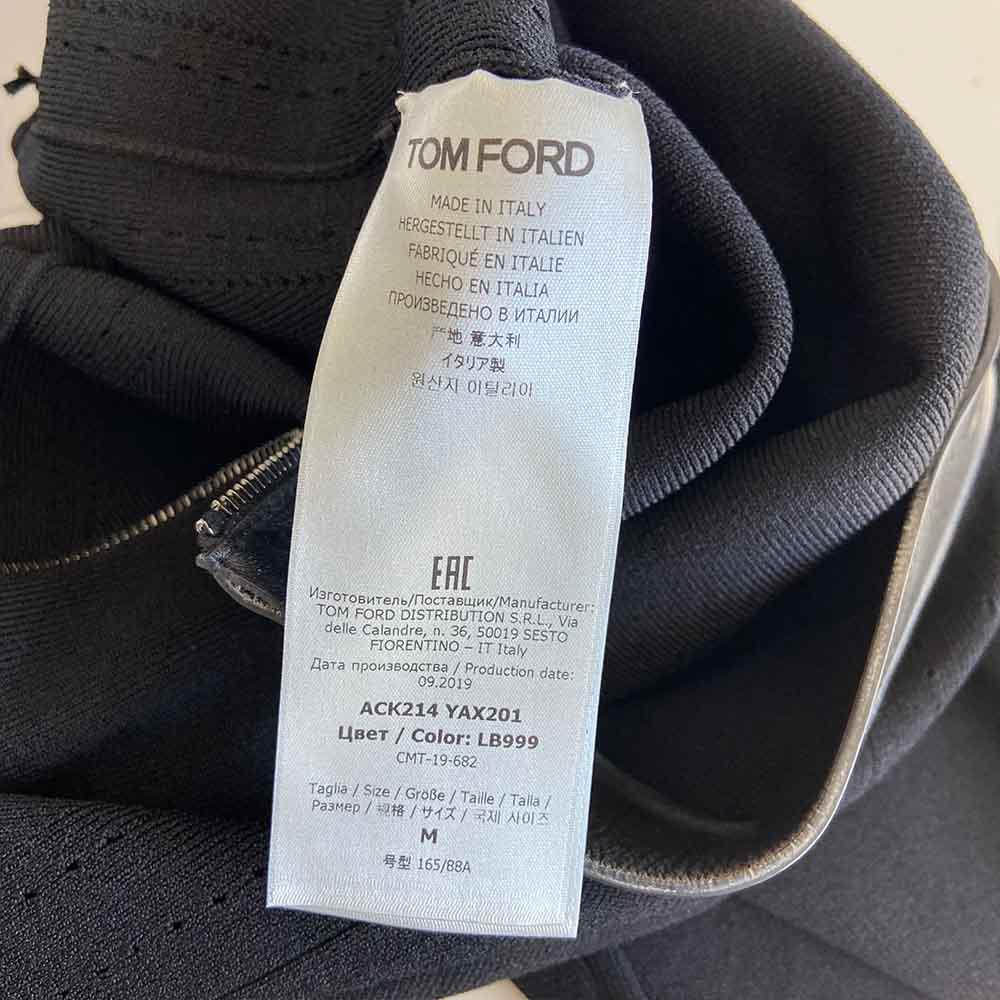 TOM FORD
MADE IN ITALY
HERGESTELLT IN ITALIEN
FABRIQUÉ EN ITALIE
HECHO EN ITALIA
ПРОИЗВЕДЕНО В ИТАЛИИ
产地 意大利
イタリア製
원산지 이탈리아
EAC
Изготовитель/Поставщик/Manufacturer:
TOM FORD DISTRIBUTION S.R.L., Via
delle Calandre, n. 36, 50019 SESTO
FIORENTINO – IT Italy
Дата производства / Production date:
09.2019
ACK214 YAX201
Цвет / Color: LB999
CMT-19-682
Taglia / Size / Größe / Taille / Talla /
Размер / 规格 / サイズ / 국제 사이즈
M
号型 165/88A